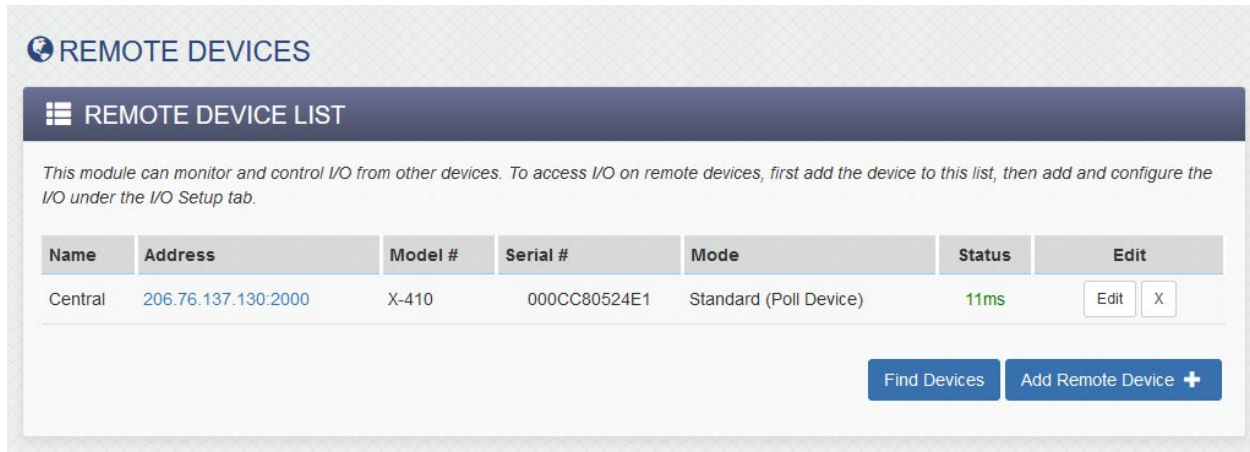 REMOTE DEVICES
REMOTE DEVICE LIST
This module can monitor and control I/O from other devices. To access I/O on remote devices, first add the device to this list, then add and configure the
I/O under the I/O Setup tab.
Name Address Model # Serial # Mode Status Edit
Central 206.76.137.130:2000 X-410 000CC80524E1 Standard (Poll Device) 11ms Edit X
Find Devices Add Remote Device